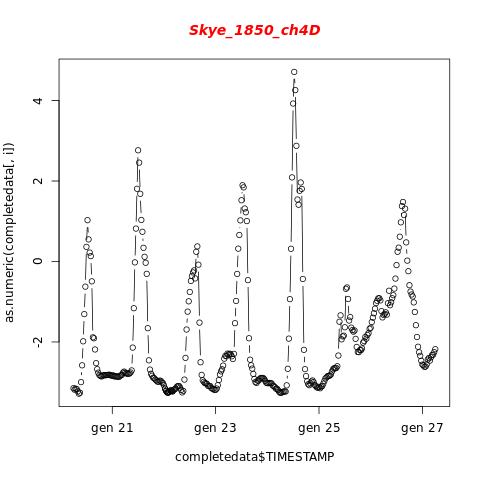 Skye_1850_ch4D
as.numeric(completedata[, i])
4
2
0
-2
gen 21
gen 23
gen 25
gen 27
completedata$TIMESTAMP